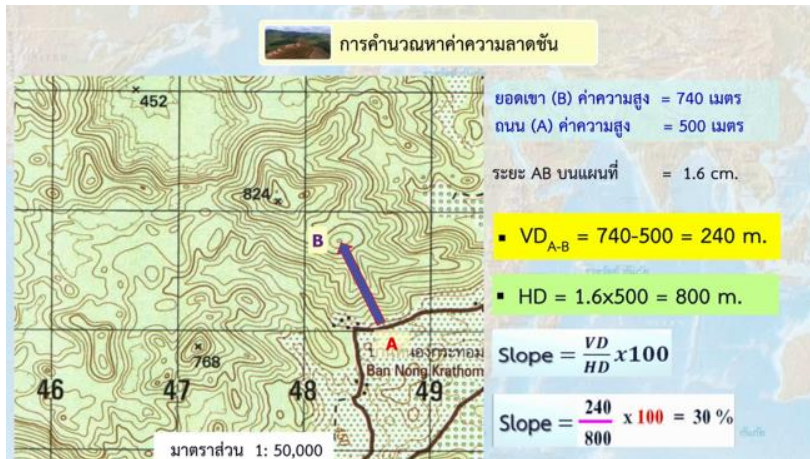 การคำนวณหาค่าความลาดชัน
452
824
B
A
768
Ban Nong Krathom
46 47 48 49
มาตราส่วน 1: 50,000
ยอดเขา (B) ค่าความสูง = 740 เมตร
ถนน (A) ค่าความสูง = 500 เมตร
ระยะ AB บนแผนที่ = 1.6 cm.
▪ VD A-B = 740-500 = 240 m.
▪ HD = 1.6x500 = 800 m.
Slope = VD/HD x100
Slope = 240/800 x 100 = 30 %